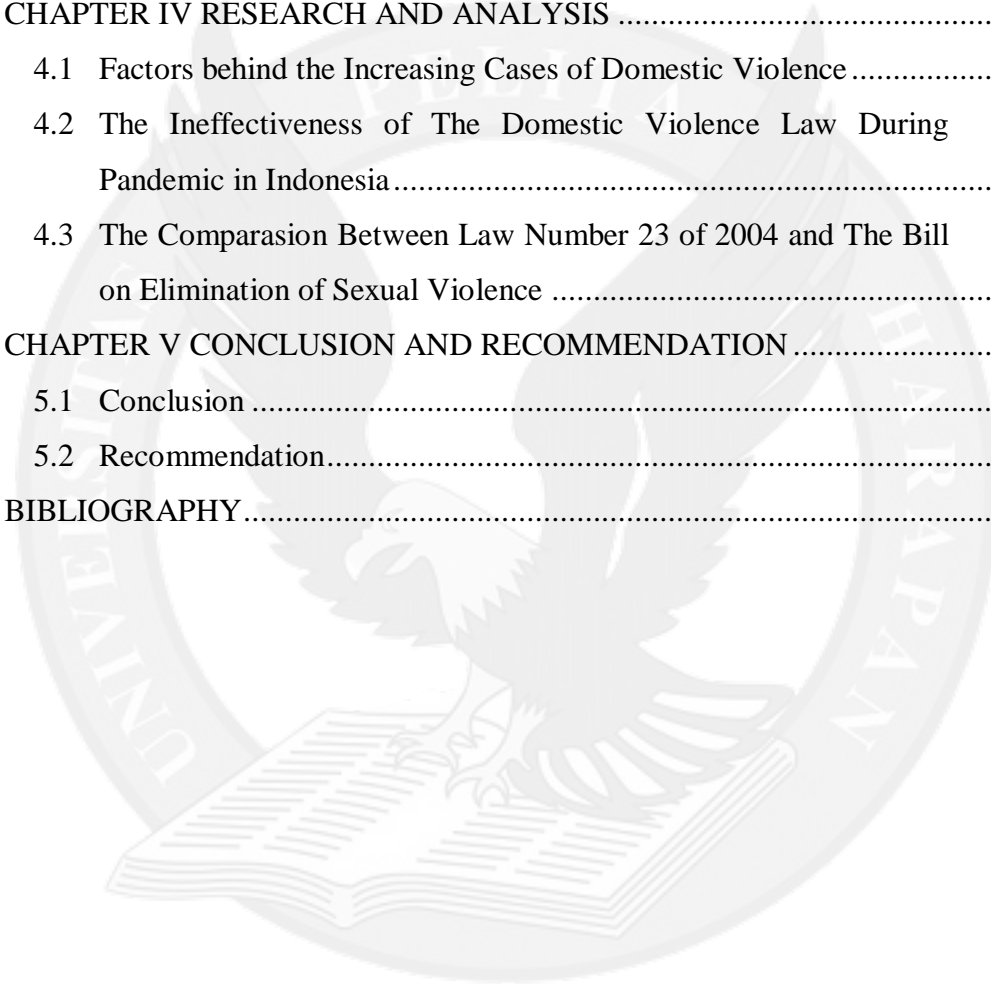 CHAPTER IV RESEARCH AND ANALYSIS ........................................
4.1 Factors behind the Increasing Cases of Domestic Violence .................
4.2 The Ineffectiveness of The Domestic Violence Law During
Pandemic in Indonesia ....................................................................
4.3 The Comparasion Between Law Number 23 of 2004 and The Bill
on Elimination of Sexual Violence ................................................
CHAPTER V CONCLUSION AND RECOMMENDATION .....................
5.1 Conclusion .....................................................................................
5.2 Recommendation ............................................................................
BIBLIOGRAPHY ......................................................................................
UNIVERSITAS PELITA HARAPAN